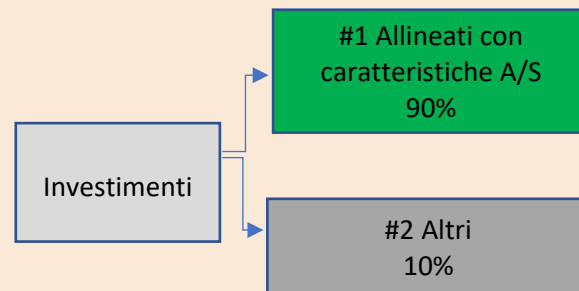 #1 Allineati con
caratteristiche A/S
90%
Investimenti
#2 Altri
10%